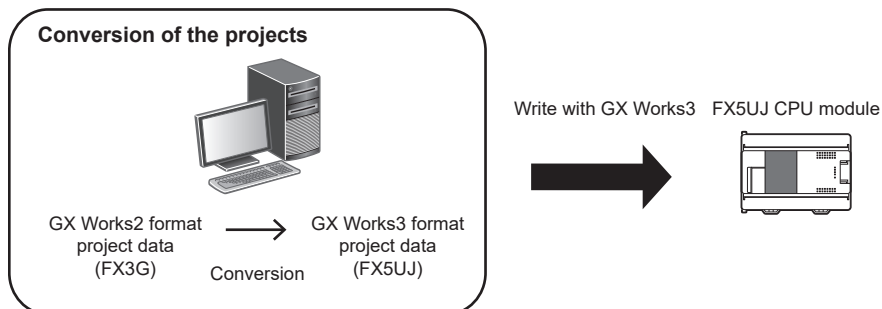 Conversion of the projects
Write with GX Works3
FX5UJ CPU module
GX Works2 format
project data
(FX3G)
Conversion
GX Works3 format
project data
(FX5UJ)